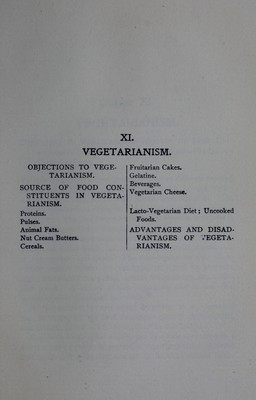 XI.
VEGETARIANISM.
OBJECTIONS TO VEGE-
TARIANISM.
SOURCE OF FOOD CON-
STITUENTS IN VEGETA-
RIANISM.
Proteins.
Pulses.
Animal Fats.
Nut Cream Butters.
Cereals.
Fruitarian Cakes.
Gelatine.
Beverages.
Vegetarian Cheese.
Lacto-Vegetarian Diet; Uncooked
Foods.
ADVANTAGES AND DISAD-
VANTAGES OF VEGETA-
RIANISM.